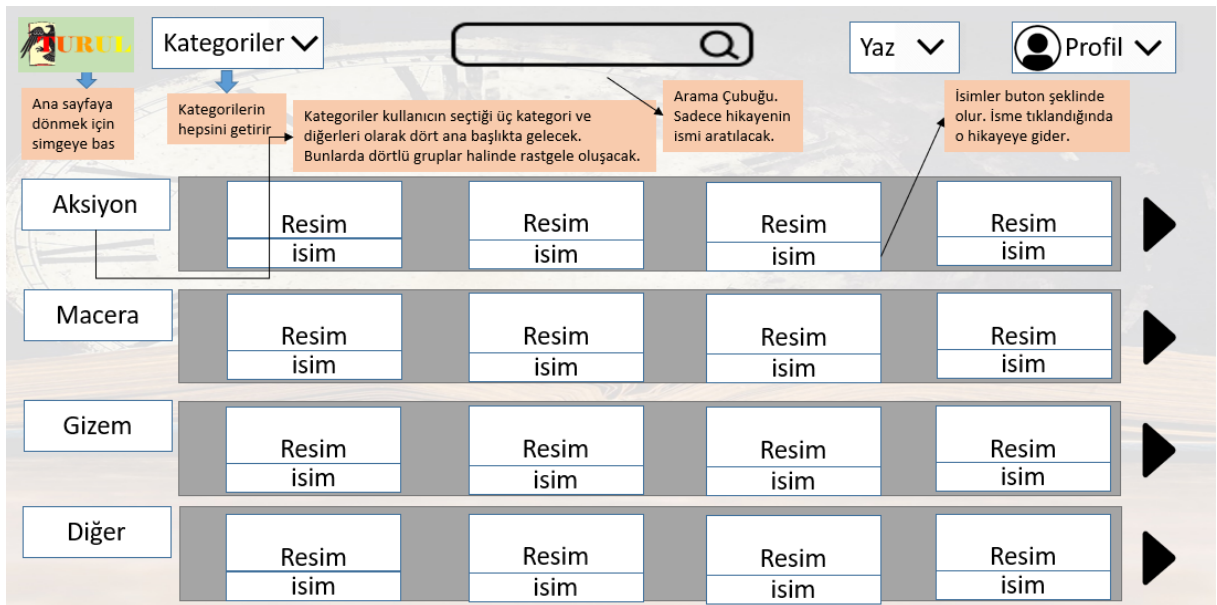 TURUL
Kategoriler
Yaz
Profil
Ana sayfaya
dönmek için
simgeye bas
Kategorilerin
hepsini getirir
Kategoriler kullanıcın seçtiği üç kategori ve
diğerleri olarak dört ana başlıkta gelecek.
Bunlarda dörtlü gruplar halinde rastgele oluşacak.
Arama Çubuğu.
Sadece hikayenin
ismi aratılacak.
İsimler buton şeklinde
olur. İsme tıklandığında
o hikayeye gider.
Aksiyon
Resim
isim
Resim
isim
Resim
isim
Resim
isim
Macera
Resim
isim
Resim
isim
Resim
isim
Resim
isim
Gizem
Resim
isim
Resim
isim
Resim
isim
Resim
isim
Diğer
Resim
isim
Resim
isim
Resim
isim
Resim
isim